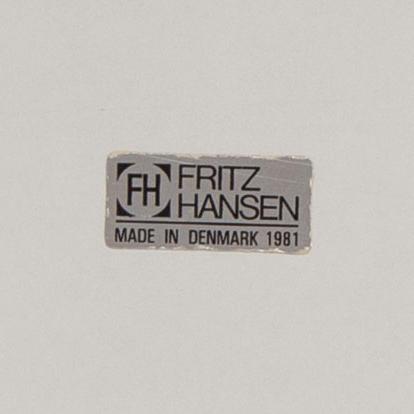 FH FRITZ
HANSEN
MADE IN DENMARK 1981